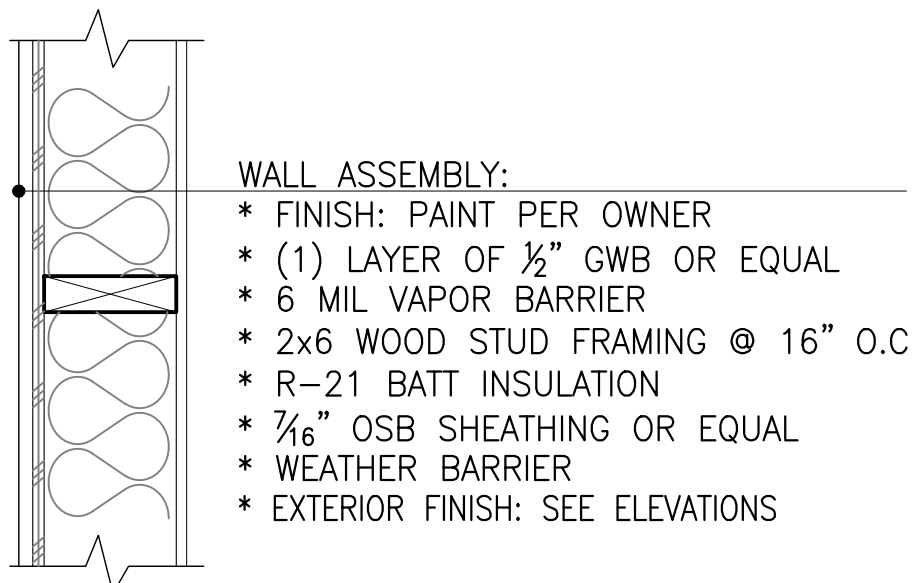 WALL ASSEMBLY:
* FINISH: PAINT PER OWNER
* (1) LAYER OF ½” GWB OR EQUAL
* 6 MIL VAPOR BARRIER
* 2x6 WOOD STUD FRAMING @ 16” O.C
* R–21 BATT INSULATION
* 7⁄16” OSB SHEATHING OR EQUAL
* WEATHER BARRIER
* EXTERIOR FINISH: SEE ELEVATIONS